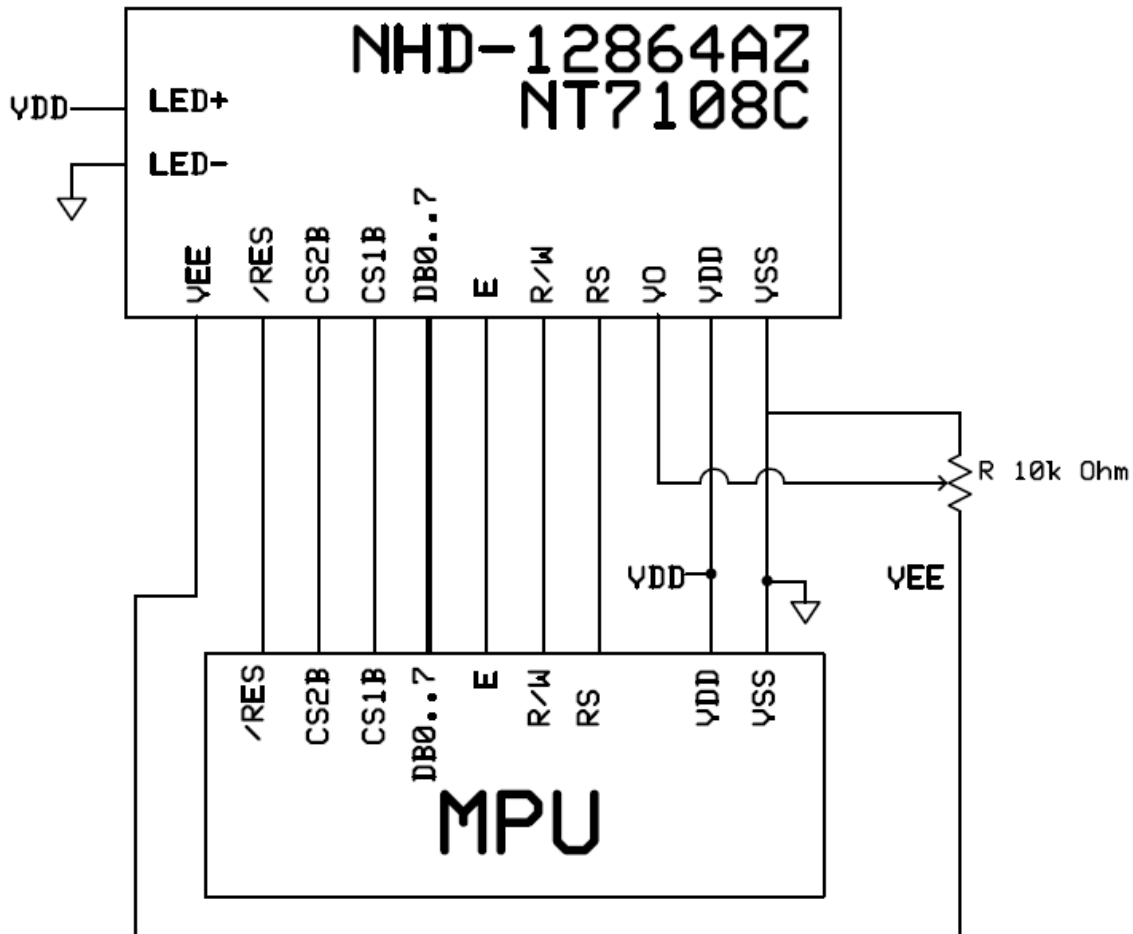 NHD-12864AZ
NT7108C
VDD
LED+
LED-
VEE
/RES
CS2B
CS1B
DB0..7
E
R/W
RS
VO
VDD
VSS
R 10k Ohm
VDD
VEE
/RES
CS2B
CS1B
DB0..7
E
R/W
RS
VDD
VSS
MPU